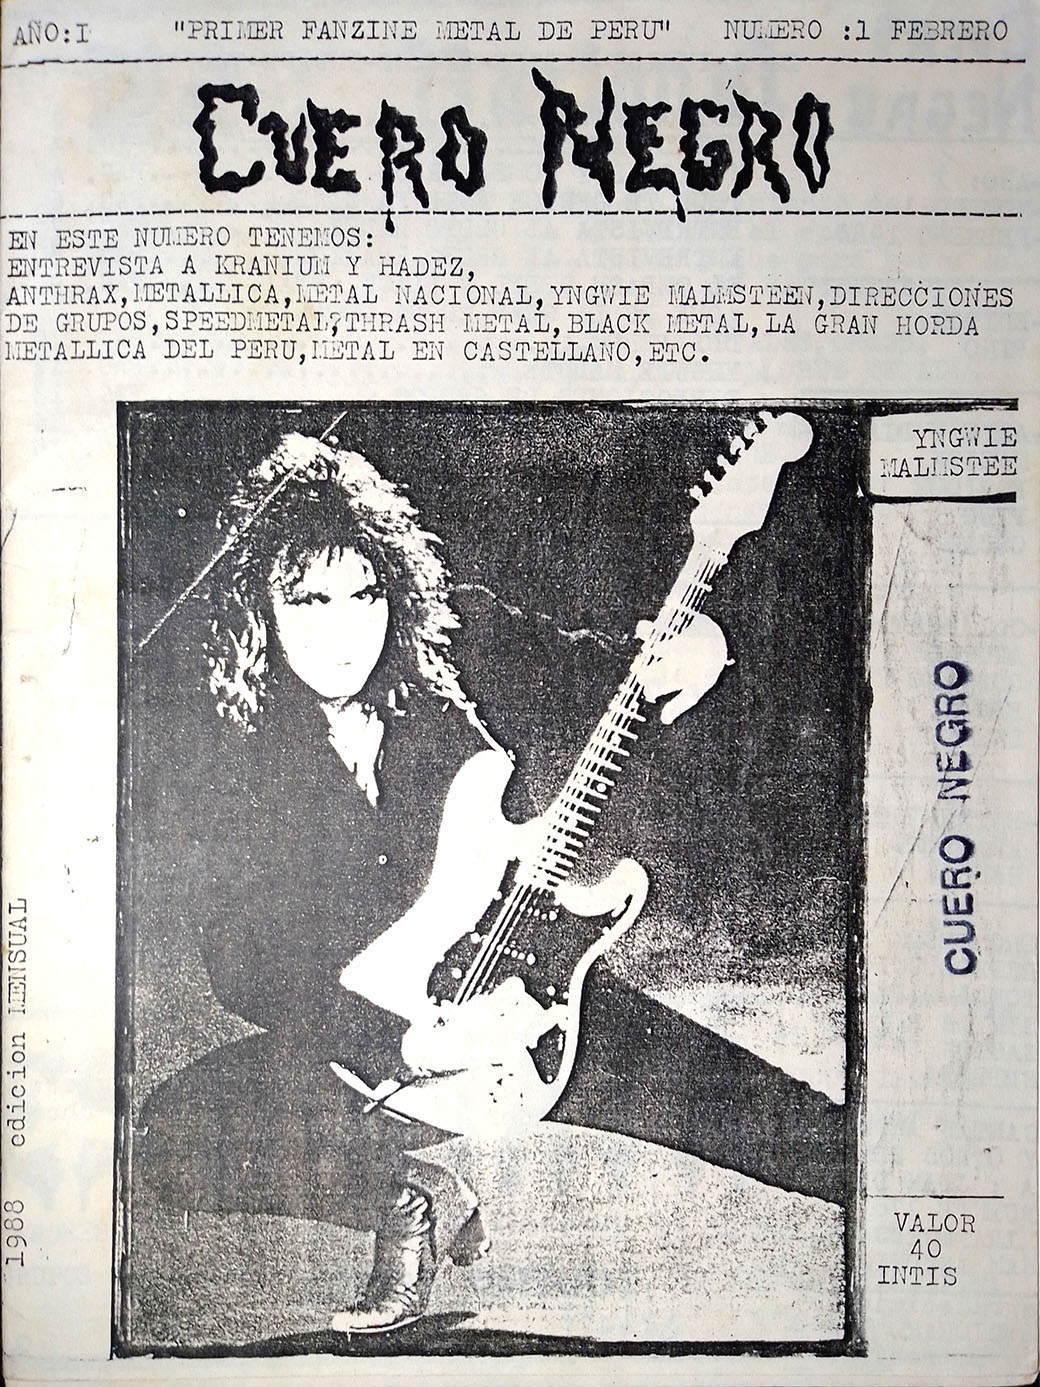 AÑO:I "PRIMER FANZINE METAL DE PERU" NUMERO :1 FEBRERO
CUERO NEGRO
EN ESTE NUMERO TENEMOS:
ENTREVISTA A KRANIUM Y HADEZ,
ANTHRAX,METALLICA,METAL NACIONAL,YNGWIE MALMSTEEN,DIRECCIONES
DE GRUPOS,SPEEDMETAL?THRASH METAL,BLACK METAL,LA GRAN HORDA
METALLICA DEL PERU,METAL EN CASTELLANO,ETC.
YNGWIE
MALMSTEE
CUERO NEGRO
1988 edicion MENSUAL
VALOR
40
INTIS